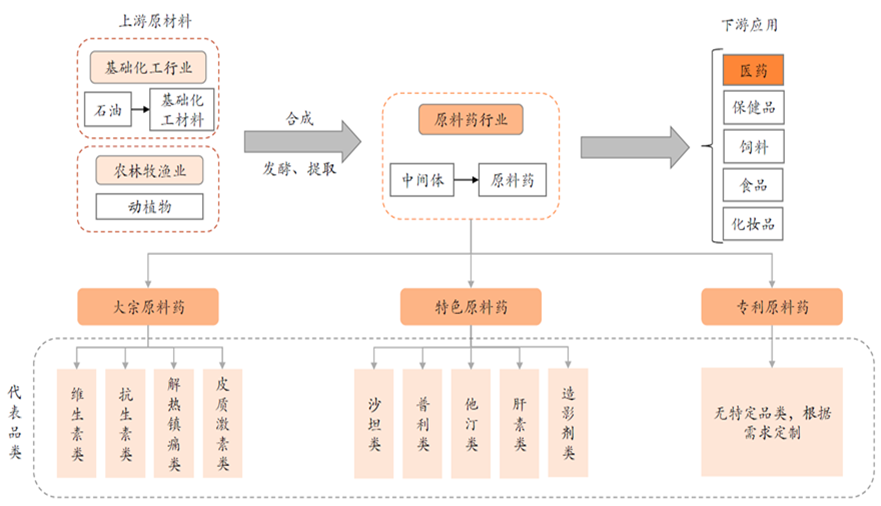 上游原材料
基础化工行业
石油
基础化
工材料
农林牧渔业
动植物
合成
发酵、提取
原料药行业
中间体
原料药
下游应用
医药
保健品
饲料
食品
化妆品
大宗原料药
特色原料药
专利原料药
代表品类
维生素类
抗生素类
解热镇痛类
皮质激素类
沙坦类
普利类
他汀类
肝素类
造影剂类
无特定品类，根据
需求定制